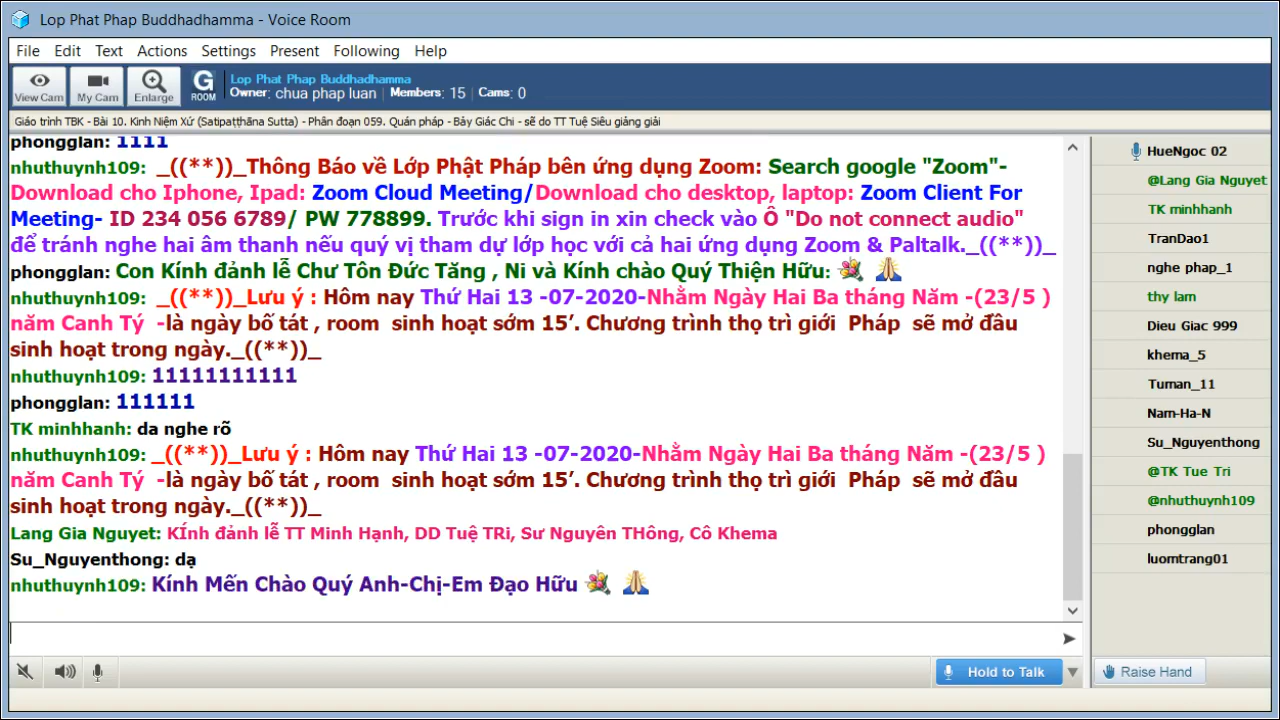 Lop Phat Phap Buddhadhamma - Voice Room
File Edit Text Actions Settings Present Following Help
View Cam My Cam Enlarge G ROOM
Lop Phat Phap Buddhadhamma
Owner: chua phap luan Members: 15 Cams: 0
Giáo trình TBK - Bài 10. Kinh Niệm Xứ (Satipaṭṭhāna Sutta) - Phân đoạn 059. Quán pháp - Bảy Giác Chi - sẽ do TT Tuệ Siêu giảng giải
phongglan: 1111
nhuthuynh109: _((**))_Thông Báo về Lớp Phật Pháp bên ứng dụng Zoom: Search google "Zoom"-
Download cho Iphone, Ipad: Zoom Cloud Meeting/Download cho desktop, laptop: Zoom Client For
Meeting- ID 234 056 6789/ PW 778899. Trước khi sign in xin check vào Ô "Do not connect audio"
để tránh nghe hai âm thanh nếu quý vị tham dự lớp học với cả hai ứng dụng Zoom & Paltalk._((**))_
phongglan: Con Kính đảnh lễ Chư Tôn Đức Tăng , Ni và Kính chào Quý Thiện Hữu: 💐 🙏
nhuthuynh109: _((**))_Lưu ý : Hôm nay Thứ Hai 13 -07-2020-Nhằm Ngày Hai Ba tháng Năm -(23/5 )
năm Canh Tý -là ngày bố tát , room sinh hoạt sớm 15’. Chương trình thọ trì giới Pháp sẽ mở đầu
sinh hoạt trong ngày._((**))_
nhuthuynh109: 11111111111
phongglan: 111111
TK minhhanh: da nghe rõ
nhuthuynh109: _((**))_Lưu ý : Hôm nay Thứ Hai 13 -07-2020-Nhằm Ngày Hai Ba tháng Năm -(23/5 )
năm Canh Tý -là ngày bố tát , room sinh hoạt sớm 15’. Chương trình thọ trì giới Pháp sẽ mở đầu
sinh hoạt trong ngày._((**))_
Lang Gia Nguyet: KÍnh đảnh lễ TT Minh Hạnh, DD Tuệ TRi, Sư Nguyên THông, Cô Khema
Su_Nguyenthong: dạ
nhuthuynh109: Kính Mến Chào Quý Anh-Chị-Em Đạo Hữu 💐 🙏
Hold to Talk
HueNgoc 02
@Lang Gia Nguyet
TK minhhanh
TranDao1
nghe phap_1
thy lam
Dieu Giac 999
khema_5
Tuman_11
Nam-Ha-N
Su_Nguyenthong
@TK Tue Tri
@nhuthuynh109
phongglan
luomtrang01
Raise Hand